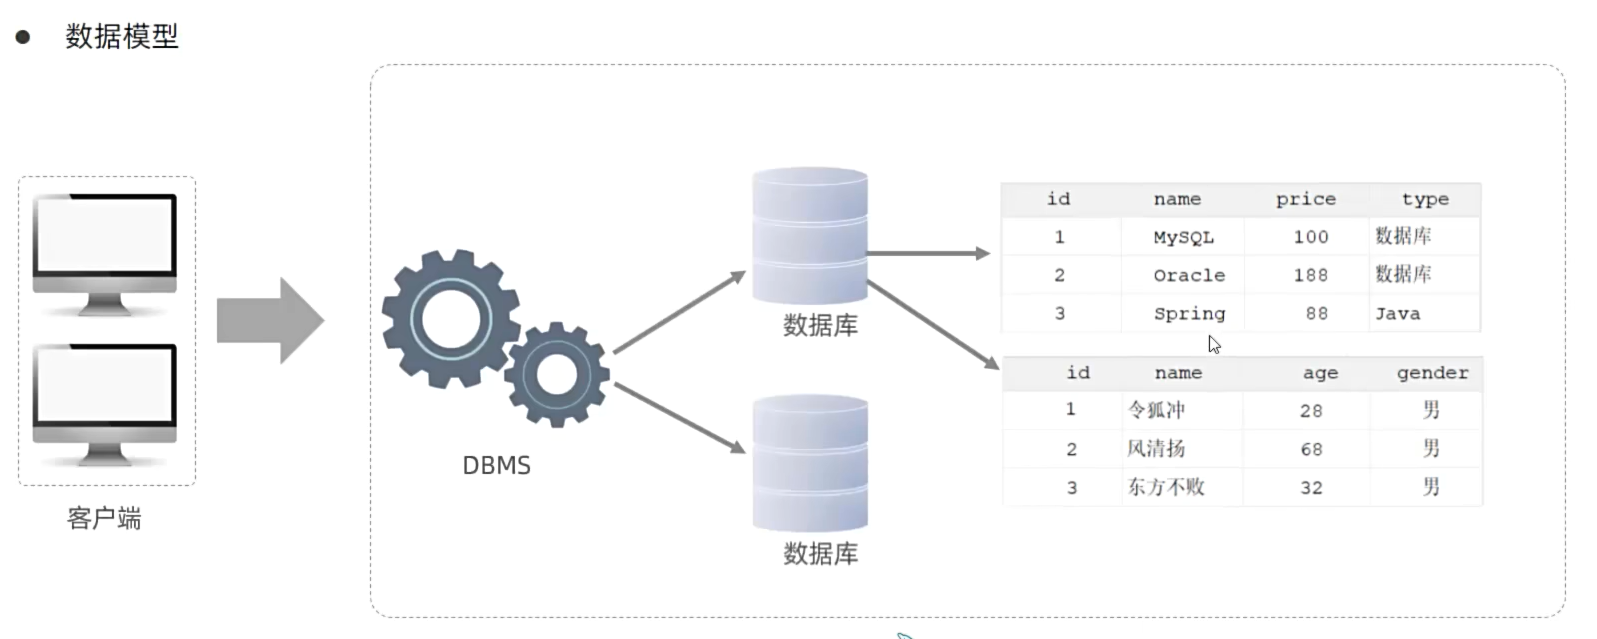 数据模型
客户端
DBMS
数据库
数据库
id name price type
1 MySQL 100 数据库
2 Oracle 188 数据库
3 Spring 88 Java
id name age gender
1 令狐冲 28 男
2 风清扬 68 男
3 东方不败 32 男